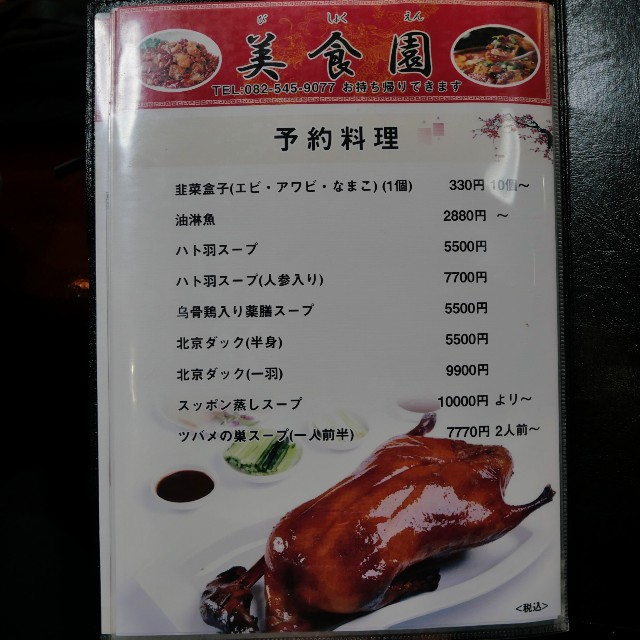 び しょく えん
美食園
TEL:082-545-9077 お持ち帰りできます
予約料理
韭菜盒子(エビ・アワビ・なまこ) (1個) 330円 10個～
油淋魚 2880円 ～
ハト羽スープ 5500円
ハト羽スープ(人参入り) 7700円
乌骨鶏入り薬膳スープ 5500円
北京ダック(半身) 5500円
北京ダック(一羽) 9900円
スッポン蒸しスープ 10000円 より～
ツバメの巣スープ(一人前半) 7770円 2人前～
<税込>